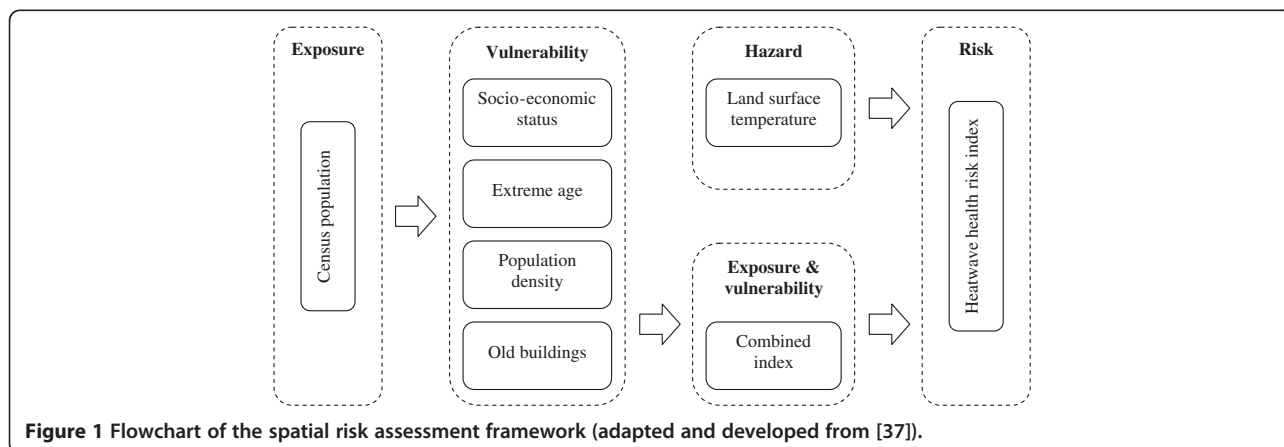 Exposure
Census population
Vulnerability
Socio-economic
status
Extreme age
Population
density
Old buildings
Hazard
Land surface
temperature
Exposure &
vulnerability
Combined
index
Risk
Heatwave health risk index
Figure 1 Flowchart of the spatial risk assessment framework (adapted and developed from [37]).